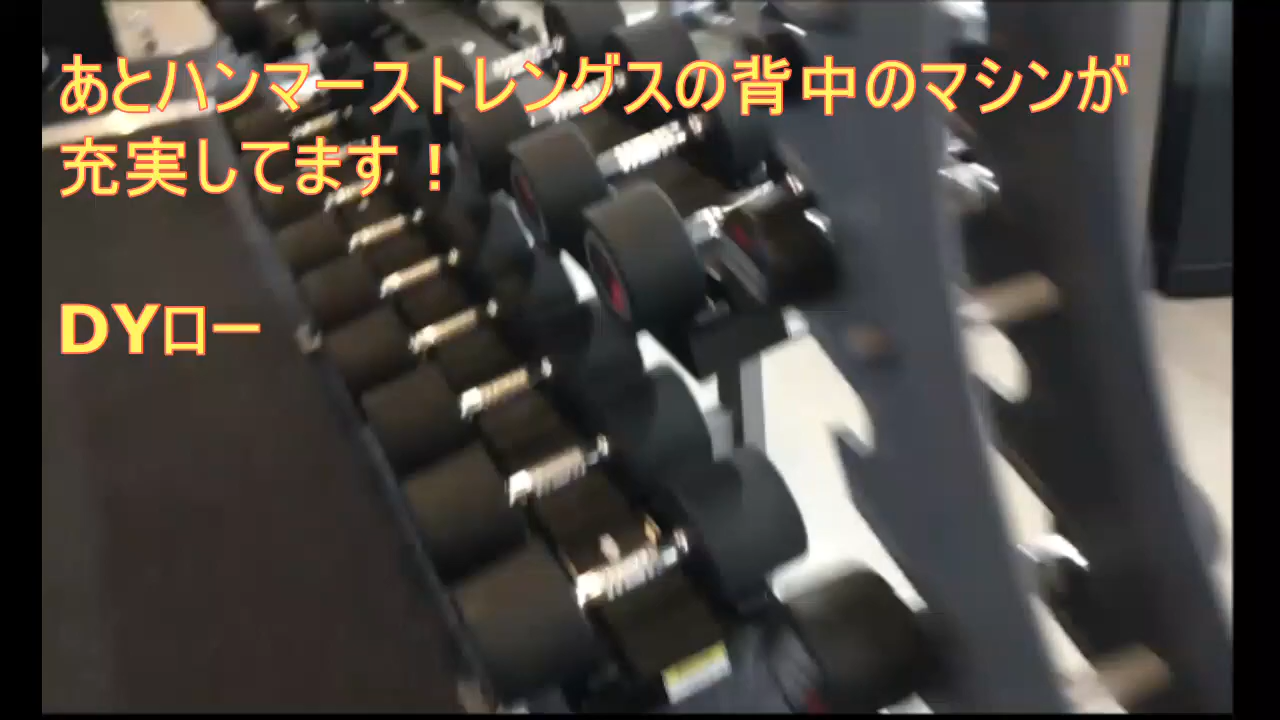 あとハンマーストレングスの背中のマシンが
充実してます！
DYロー